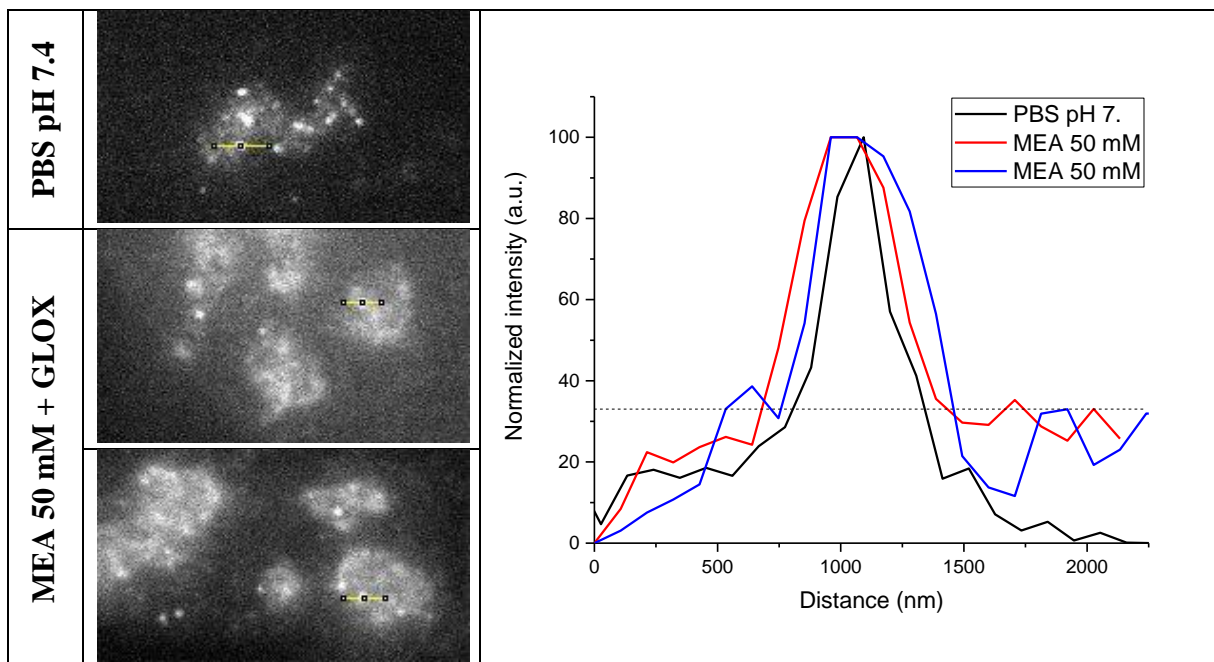 PBS pH 7.4
MEA 50 mM + GLOX
Normalized intensity (a.u.)
100
80
60
40
20
0
0
500
1000
1500
2000
Distance (nm)
PBS pH 7.
MEA 50 mM
MEA 50 mM